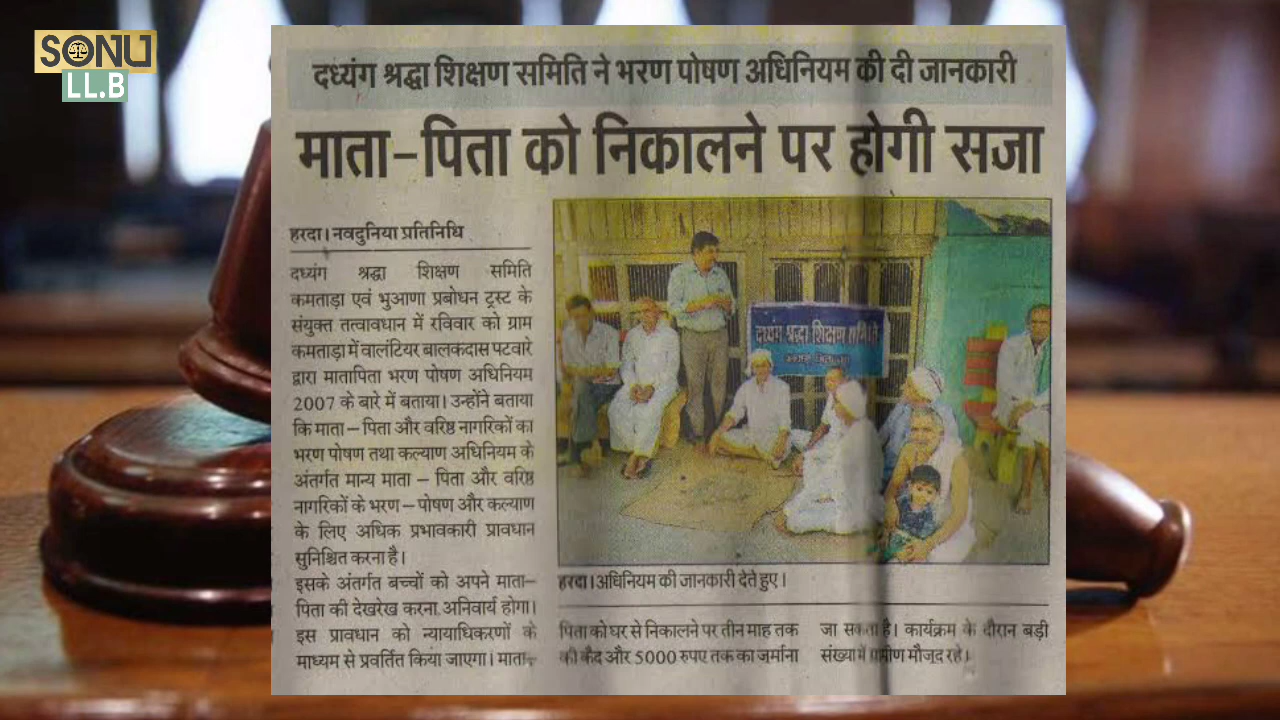 SONU
LL.B
दध्यंग श्रद्धा शिक्षण समिति ने भरण पोषण अधिनियम की दी जानकारी
माता-पिता को निकालने पर होगी सजा
हरदा। नवदुनिया प्रतिनिधि
दध्यंग श्रद्धा शिक्षण समिति
कमताड़ा एवं भुआणा प्रबोधन ट्रस्ट के
संयुक्त तत्वावधान में रविवार को ग्राम
कमताड़ा में वालंटियर बालकदास पटवारे
द्वारा मातापिता भरण पोषण अधिनियम
2007 के बारे में बताया। उन्होंने बताया
कि माता – पिता और वरिष्ठ नागरिकों का
भरण पोषण तथा कल्याण अधिनियम के
अंतर्गत मान्य माता – पिता और वरिष्ठ
नागरिकों के भरण – पोषण और कल्याण
के लिए अधिक प्रभावकारी प्रावधान
सुनिश्चित करना है।
इसके अंतर्गत बच्चों को अपने माता–
पिता की देखरेख करना अनिवार्य होगा।
इस प्रावधान को न्यायाधिकरणों के
माध्यम से प्रवर्तित किया जाएगा। माता–
दध्यंग श्रद्धा शिक्षण समिति
हरदा। अधिनियम की जानकारी देते हुए।
पिता को घर से निकालने पर तीन माह तक
की कैद और 5000 रुपए तक का जुर्माना
जा सकता है। कार्यक्रम के दौरान बड़ी
संख्या में ग्रामीण मौजूद रहे।